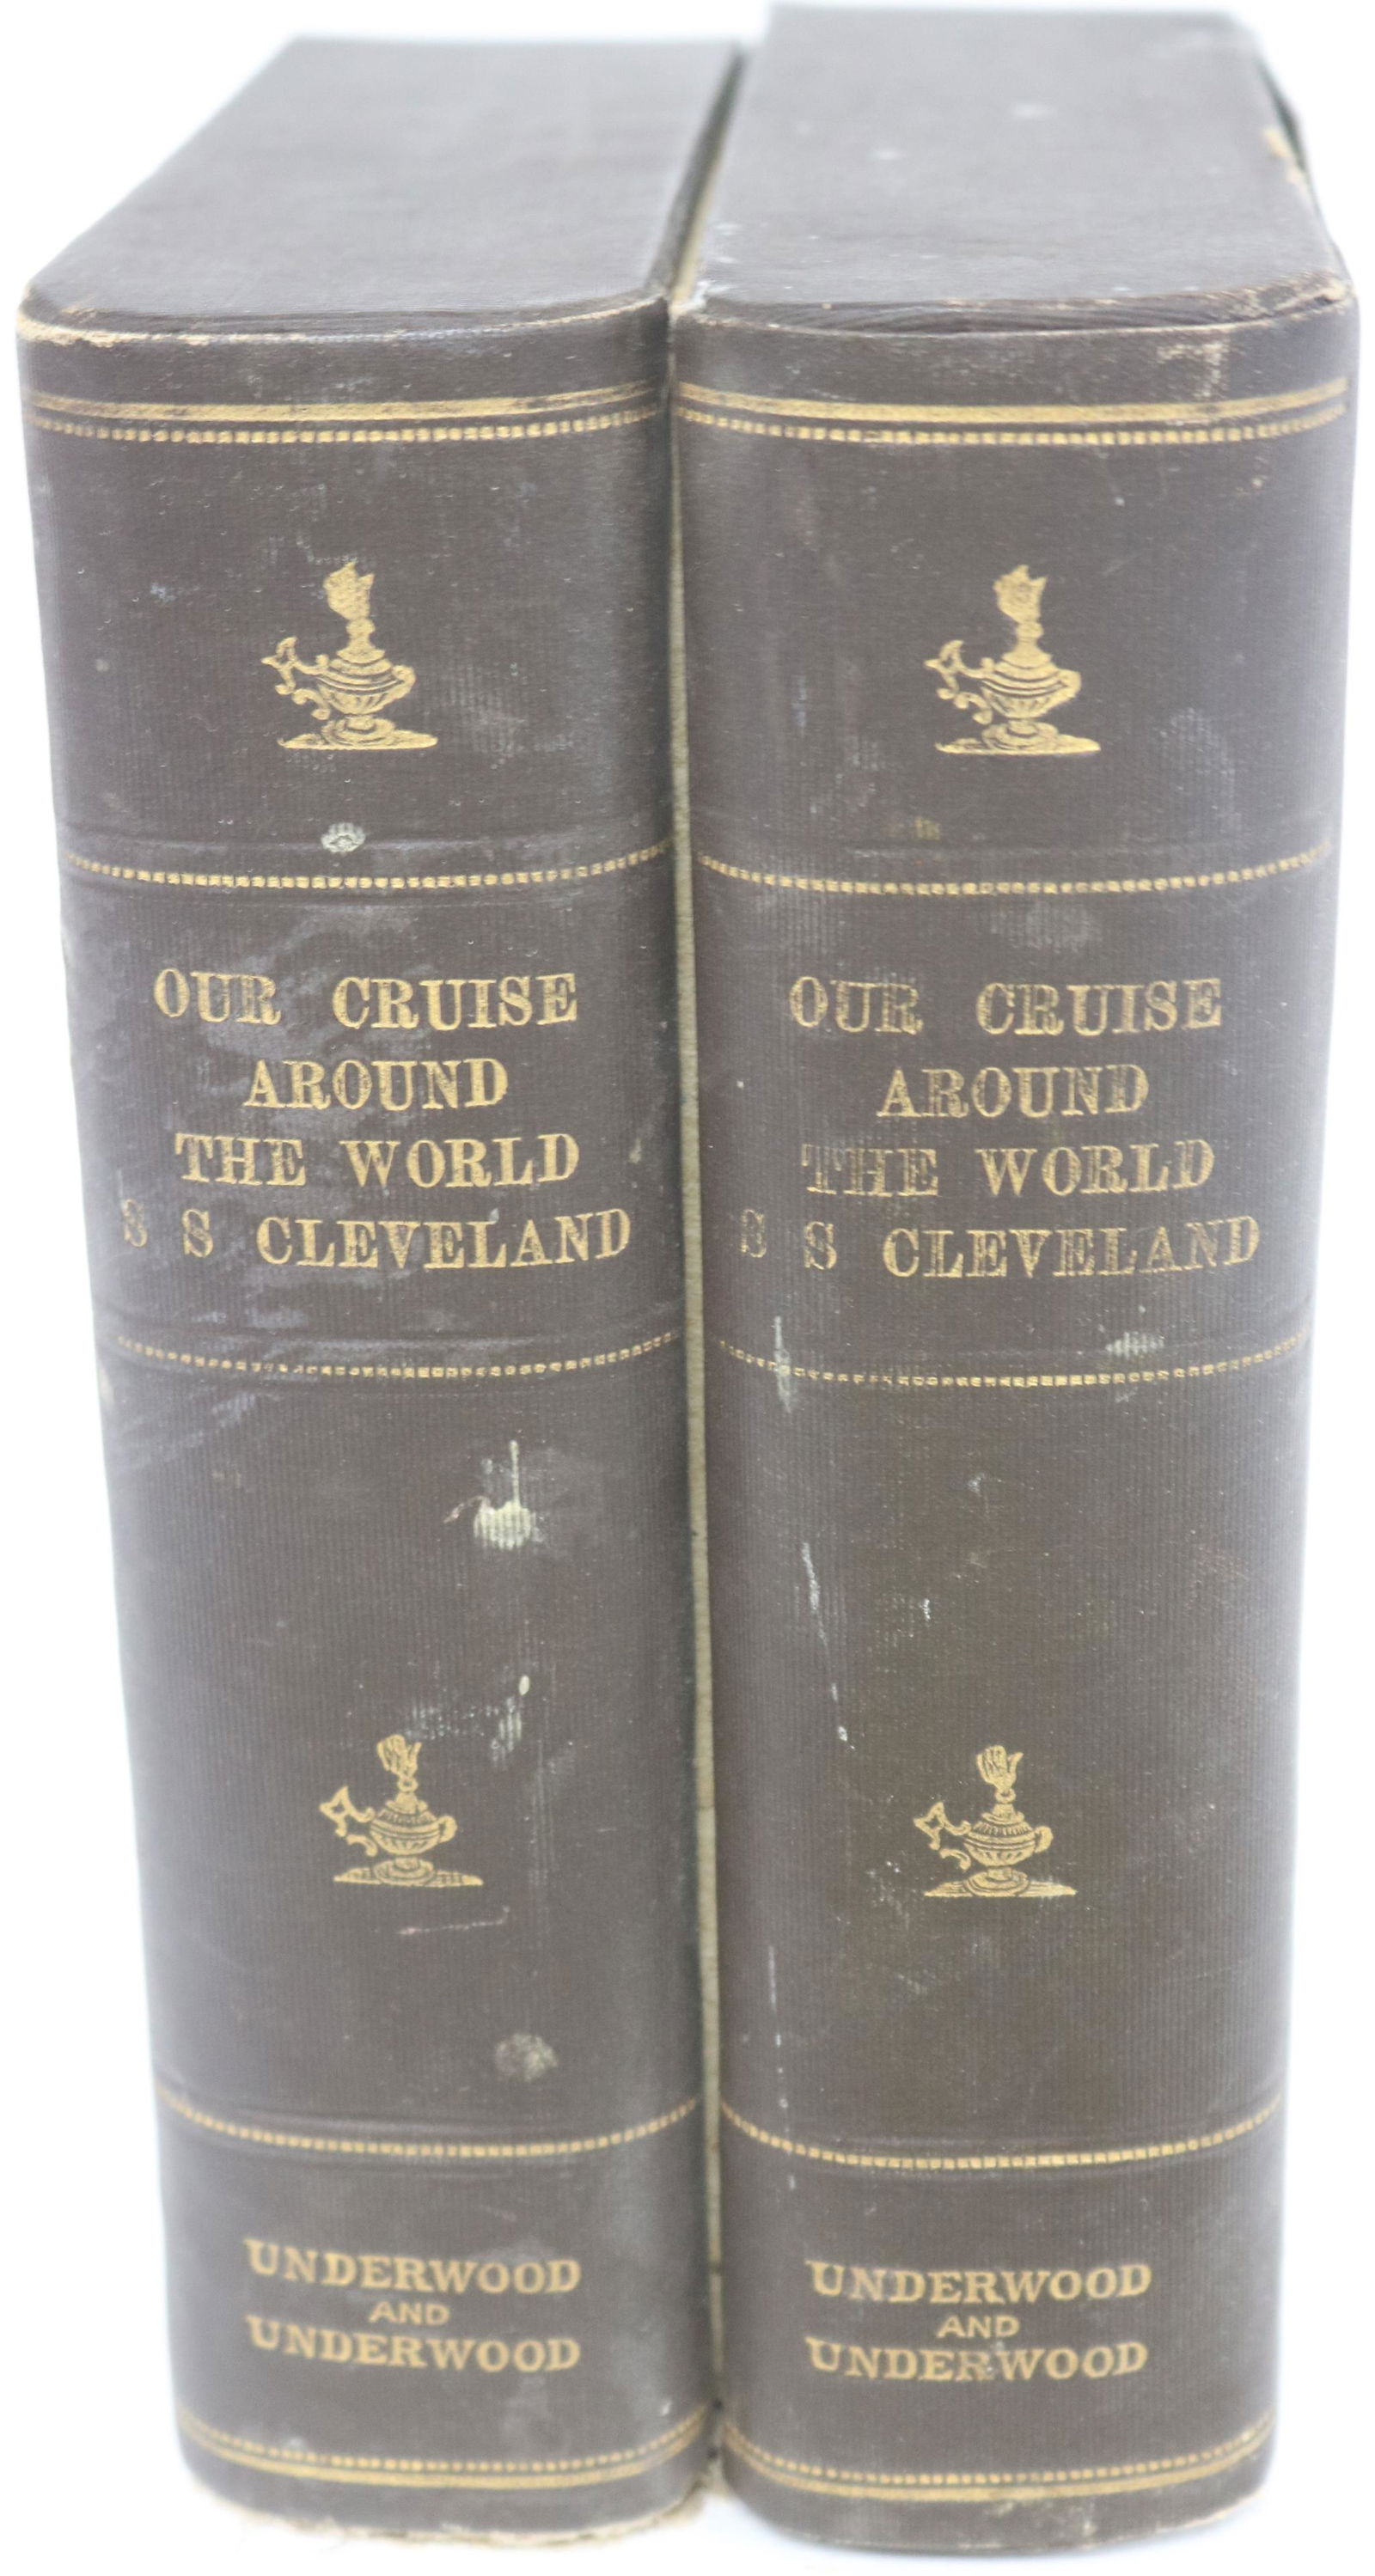 OUR CRUISE
AROUND
THE WORLD
S S CLEVELAND
UNDERWOOD
AND
UNDERWOOD
OUR CRUISE
AROUND
THE WORLD
S S CLEVELAND
UNDERWOOD
AND
UNDERWOOD